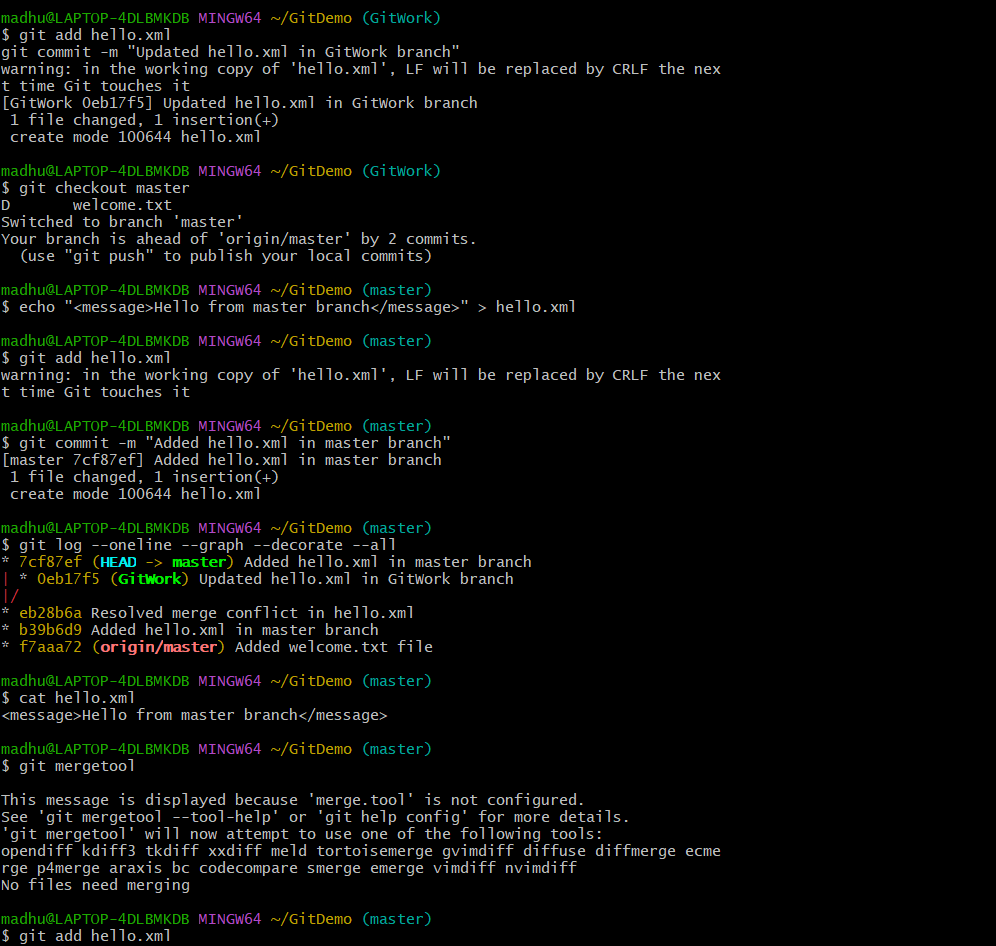 madhu@LAPTOP-4DLBMKDB MINGW64 ~/GitDemo (GitWork)
$ git add hello.xml
git commit -m "Updated hello.xml in GitWork branch"
warning: in the working copy of 'hello.xml', LF will be replaced by CRLF the nex
t time Git touches it
[GitWork 0eb17f5] Updated hello.xml in GitWork branch
 1 file changed, 1 insertion(+)
 create mode 100644 hello.xml

madhu@LAPTOP-4DLBMKDB MINGW64 ~/GitDemo (GitWork)
$ git checkout master
D       welcome.txt
Switched to branch 'master'
Your branch is ahead of 'origin/master' by 2 commits.
  (use "git push" to publish your local commits)

madhu@LAPTOP-4DLBMKDB MINGW64 ~/GitDemo (master)
$ echo "<message>Hello from master branch</message>" > hello.xml

madhu@LAPTOP-4DLBMKDB MINGW64 ~/GitDemo (master)
$ git add hello.xml
warning: in the working copy of 'hello.xml', LF will be replaced by CRLF the nex
t time Git touches it

madhu@LAPTOP-4DLBMKDB MINGW64 ~/GitDemo (master)
$ git commit -m "Added hello.xml in master branch"
[master 7cf87ef] Added hello.xml in master branch
 1 file changed, 1 insertion(+)
 create mode 100644 hello.xml

madhu@LAPTOP-4DLBMKDB MINGW64 ~/GitDemo (master)
$ git log --oneline --graph --decorate --all
* 7cf87ef (HEAD -> master) Added hello.xml in master branch
| * 0eb17f5 (GitWork) Updated hello.xml in GitWork branch
|/
* eb28b6a Resolved merge conflict in hello.xml
* b39b6d9 Added hello.xml in master branch
* f7aaa72 (origin/master) Added welcome.txt file

madhu@LAPTOP-4DLBMKDB MINGW64 ~/GitDemo (master)
$ cat hello.xml
<message>Hello from master branch</message>

madhu@LAPTOP-4DLBMKDB MINGW64 ~/GitDemo (master)
$ git mergetool

This message is displayed because 'merge.tool' is not configured.
See 'git mergetool --tool-help' or 'git help config' for more details.
'git mergetool' will now attempt to use one of the following tools:
opendiff kdiff3 tkdiff xxdiff meld tortoisemerge gvimdiff diffuse diffmerge ecme
rge p4merge araxis bc codecompare smerge emerge vimdiff nvimdiff
No files need merging

madhu@LAPTOP-4DLBMKDB MINGW64 ~/GitDemo (master)
$ git add hello.xml